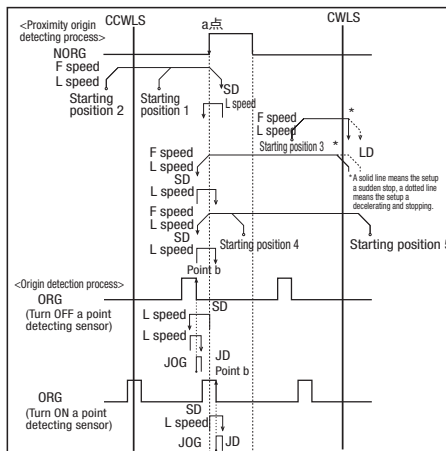 CCWLS
a点
CWLS
<Proximity origin
detecting process>
NORG
F speed
L speed
Starting
position 2
Starting
position 1
SD
L speed
F speed
L speed
*
Starting position 3
LD
F speed
*
L speed
SD
L speed
* A solid line means the setup
a sudden stop, a dotted line
means the setup a
decelerating and stopping.
F speed
L speed
SD
L speed
Starting position 4
Starting position 5
Point b
<Origin detection process>
ORG
(Turn OFF a point
detecting sensor)
SD
L speed
L speed
JOG
JD
Point b
ORG
(Turn ON a point
detecting sensor)
SD
L speed
JOG
JD